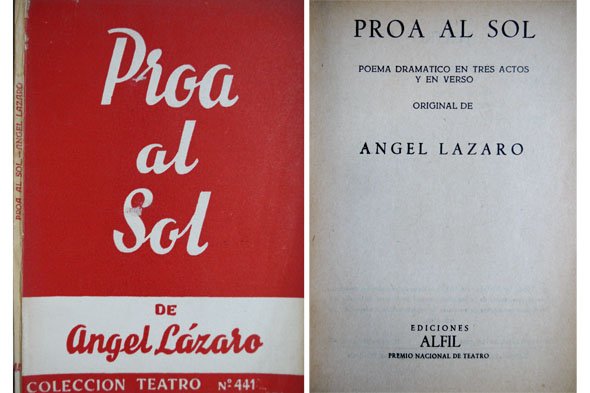 PROA AL SOL - ANGEL LAZARO
Proa
al
Sol
DE
Angel Lázaro
COLECCION TEATRO Nº 441
PROA AL SOL
POEMA DRAMATICO EN TRES ACTOS
Y EN VERSO
ORIGINAL DE
ANGEL LAZARO
EDICIONES
ALFIL
PREMIO NACIONAL DE TEATRO